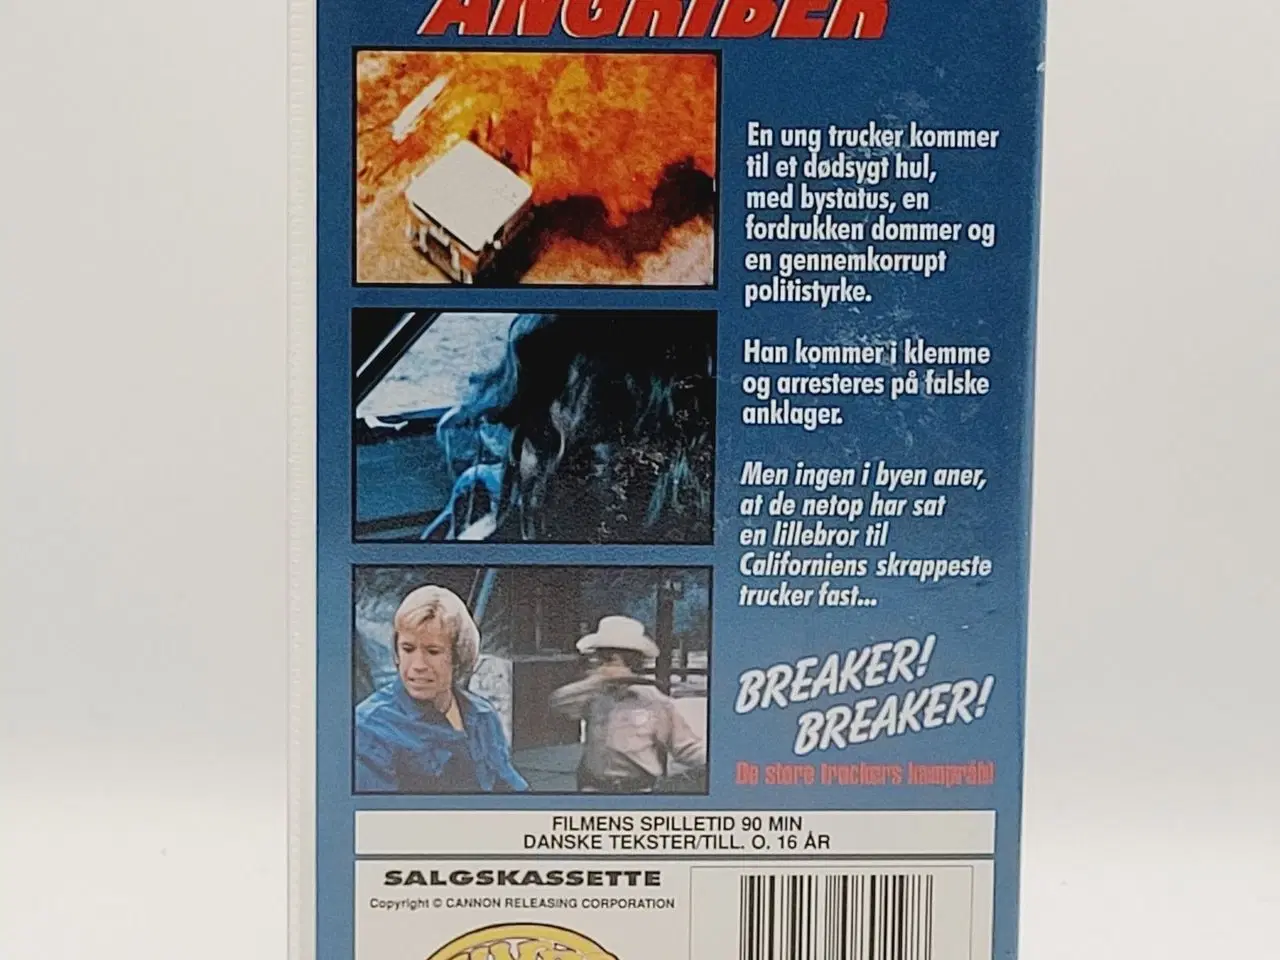 ANGRIBER
En ung trucker kommer
til et dødsygt hul,
med bystatus, en
fordrukken dommer og
en gennemkorrupt
politistyrke.
Han kommer i klemme
og arresteres på falske
anklager.
Men ingen i byen aner,
at de netop har sat
en lillebror til
Californiens skrappeste
trucker fast...
BREAKER!
BREAKER!
De store truckers kampråb!
FILMENS SPILLETID 90 MIN
DANSKE TEKSTER/TILL. O. 16 ÅR
SALGSKASSETTE
Copyright © CANNON RELEASING CORPORATION